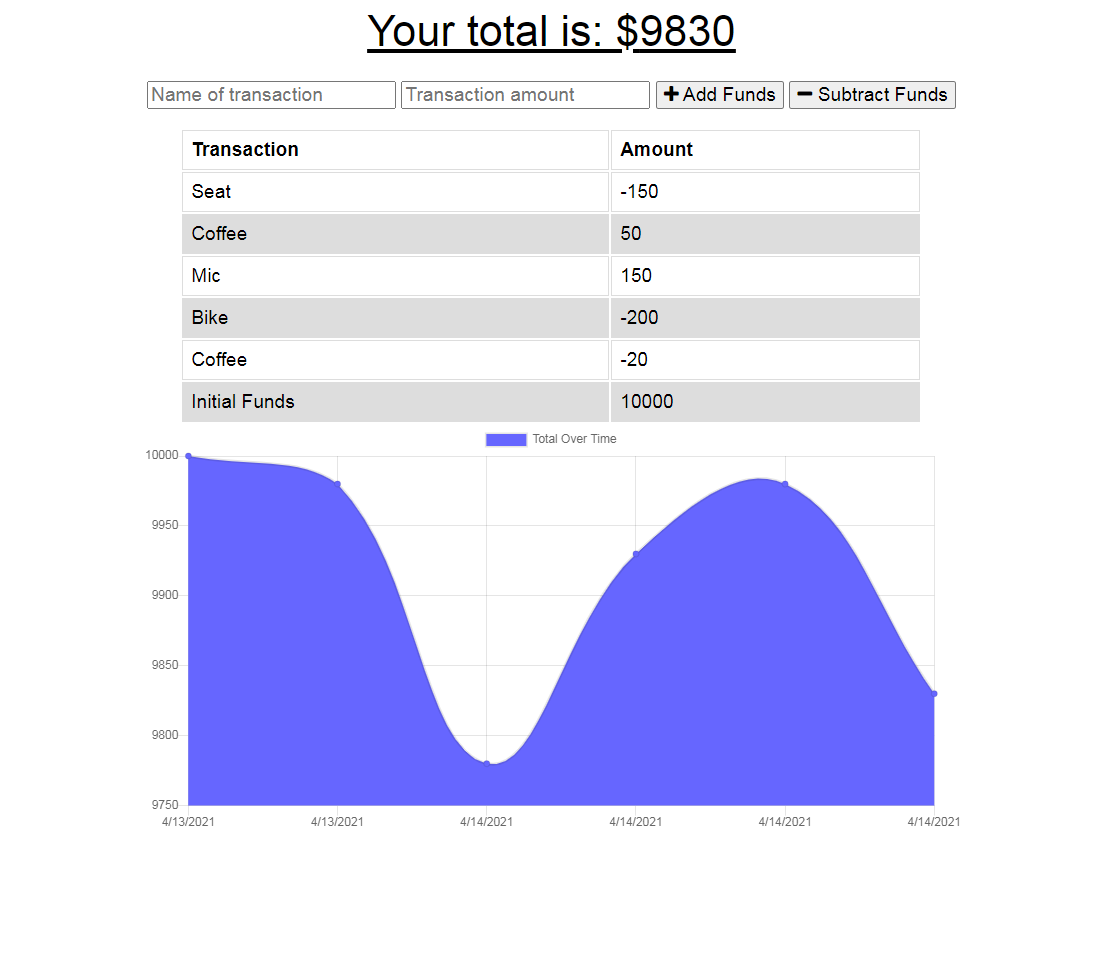 Your total is: $9830
Name of transaction Transaction amount + Add Funds − Subtract Funds
Transaction Amount
Seat -150
Coffee 50
Mic 150
Bike -200
Coffee -20
Initial Funds 10000
Total Over Time
10000
9950
9900
9850
9800
9750
4/13/2021 4/13/2021 4/14/2021 4/14/2021 4/14/2021 4/14/2021